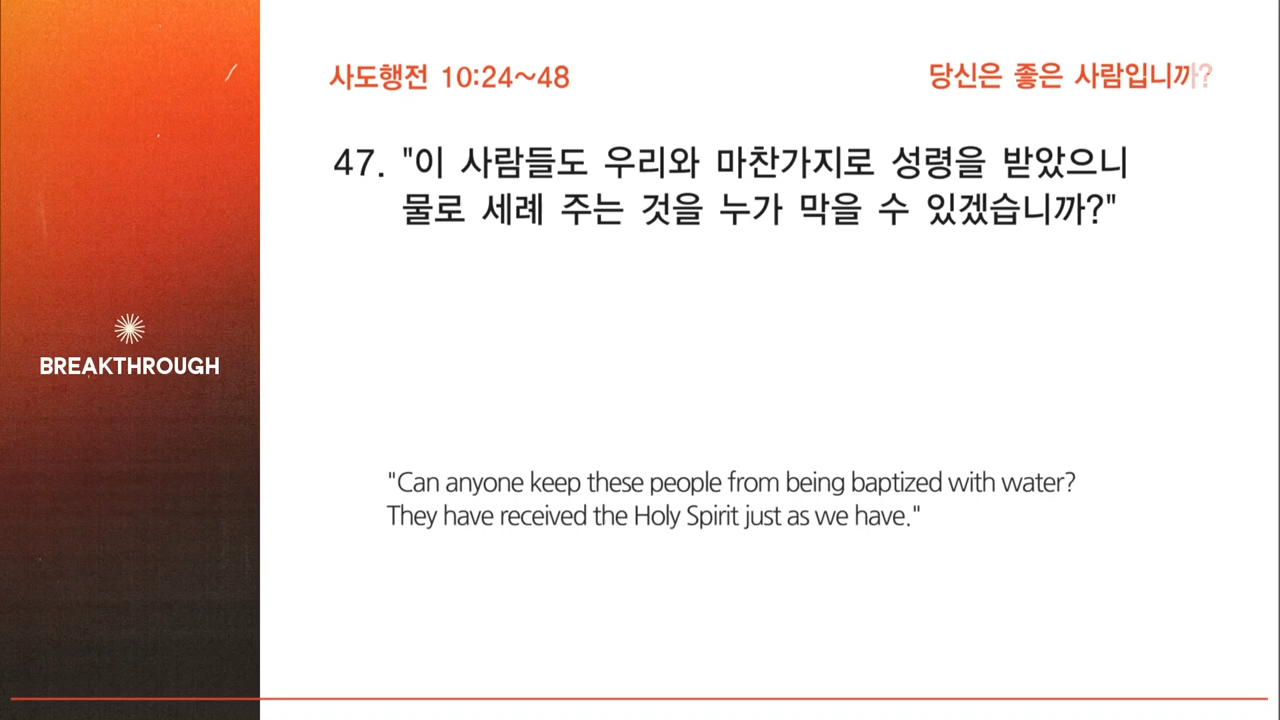 사도행전 10:24~48
당신은 좋은 사람입니까?
47. "이 사람들도 우리와 마찬가지로 성령을 받았으니
물로 세례 주는 것을 누가 막을 수 있겠습니까?"
BREAKTHROUGH
"Can anyone keep these people from being baptized with water?
They have received the Holy Spirit just as we have."